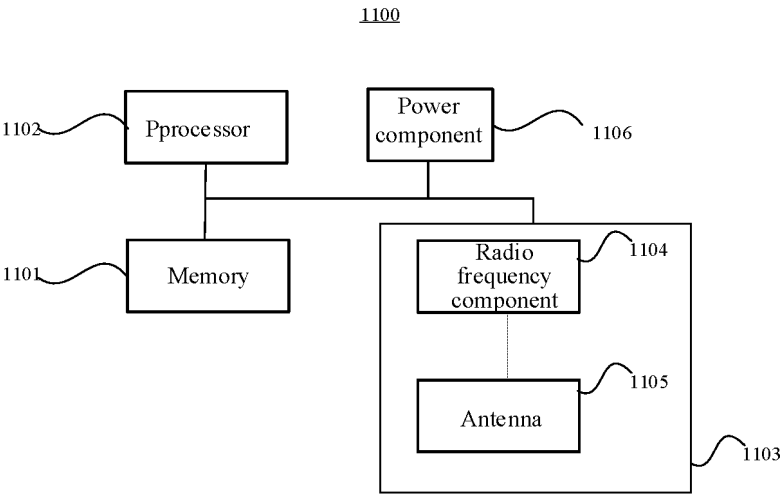 1100
1102
Pprocessor
Power
component
1106
1101
Memory
Radio
frequency
component
1104
Antenna
1105
1103